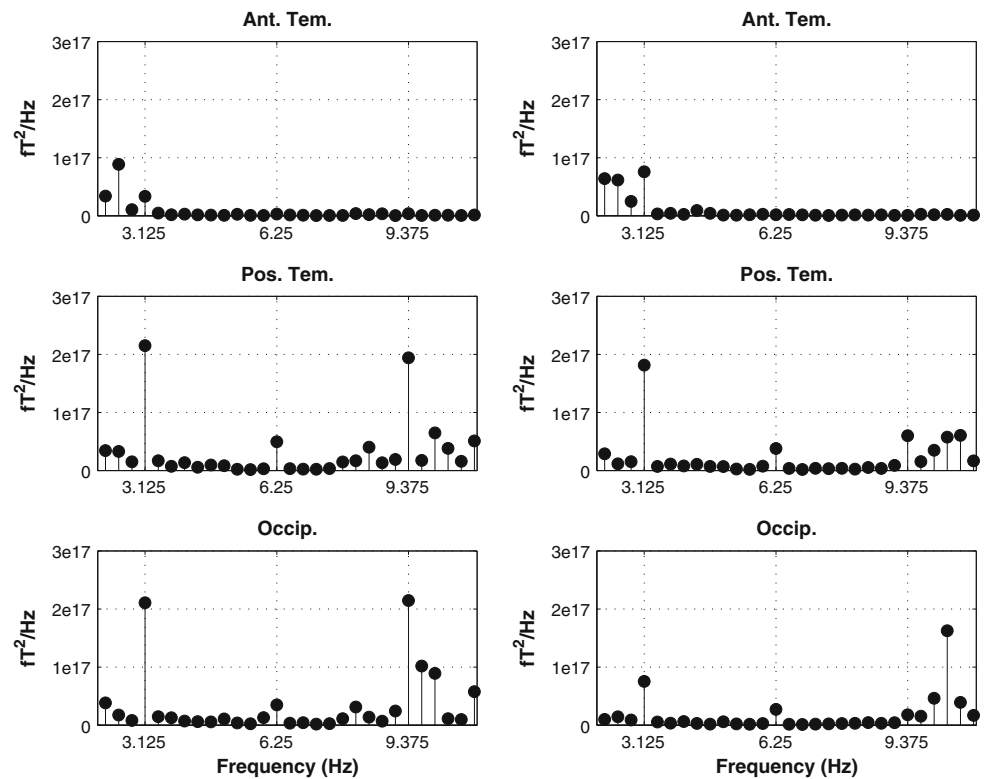 Ant. Tem.
3e17
2e17
1e17
0
fT²/Hz
3.125
6.25
9.375
Ant. Tem.
3e17
2e17
1e17
0
fT²/Hz
3.125
6.25
9.375
Pos. Tem.
3e17
2e17
1e17
0
fT²/Hz
3.125
6.25
9.375
Pos. Tem.
3e17
2e17
1e17
0
fT²/Hz
3.125
6.25
9.375
Occip.
3e17
2e17
1e17
0
fT²/Hz
3.125
6.25
9.375
Frequency (Hz)
Occip.
3e17
2e17
1e17
0
fT²/Hz
3.125
6.25
9.375
Frequency (Hz)